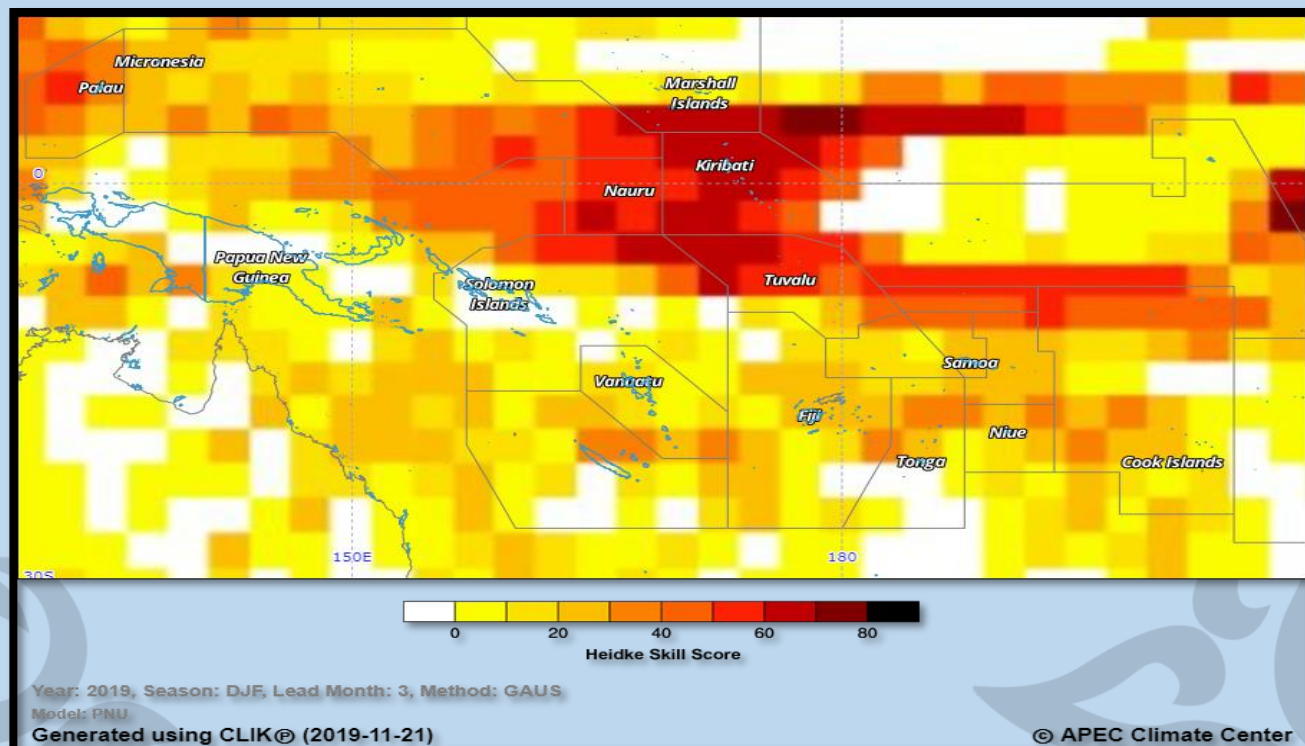 Micronesia
Palau
Marshall
Islands
Kiribati
0
Nauru
Papua New
Guinea
Solomon
Islands
Tuvalu
Samoa
Vanuatu
Fiji
Niue
Tonga
Cook Islands
150E
180
30S
0 20 40 60 80
Heidke Skill Score
Year: 2019, Season: DJF, Lead Month: 3, Method: GAUS
Model: PNU
Generated using CLIK℗ (2019-11-21)
© APEC Climate Center